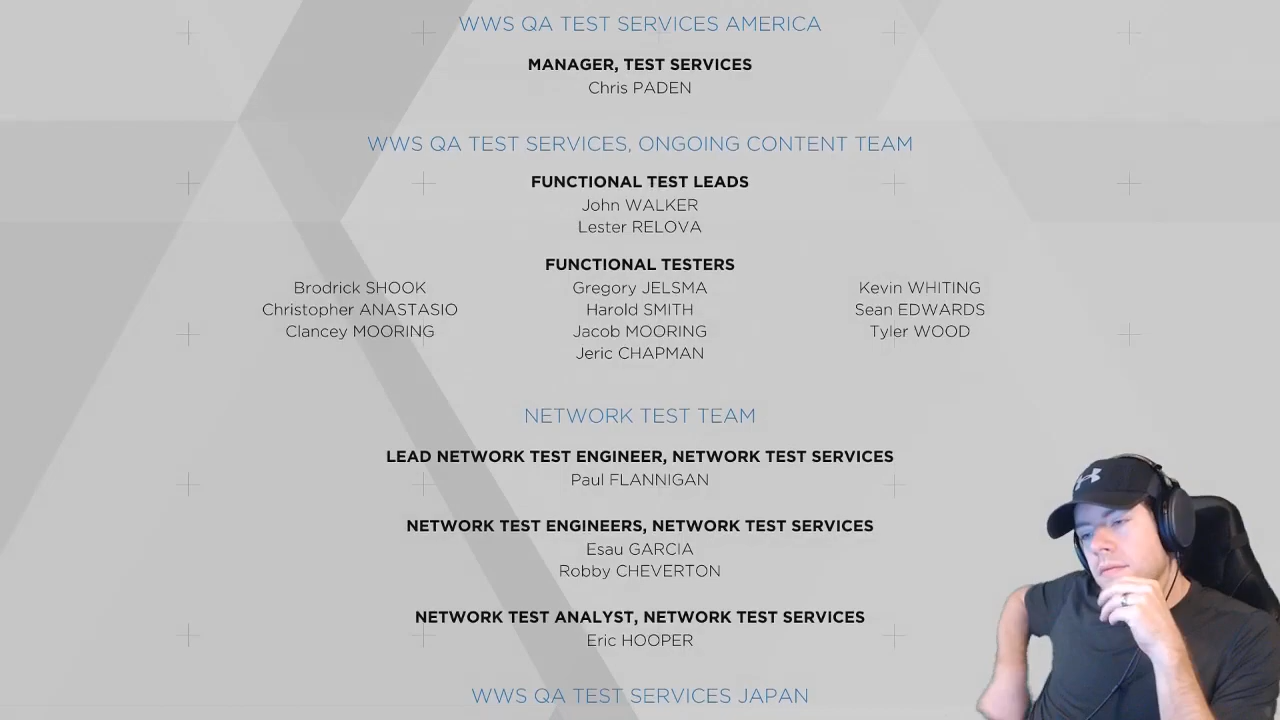 WWS QA TEST SERVICES AMERICA
MANAGER, TEST SERVICES
Chris PADEN
WWS QA TEST SERVICES, ONGOING CONTENT TEAM
FUNCTIONAL TEST LEADS
John WALKER
Lester RELOVA
FUNCTIONAL TESTERS
Brodrick SHOOK Gregory JELSMA Kevin WHITING
Christopher ANASTASIO Harold SMITH Sean EDWARDS
Clancey MOORING Jacob MOORING Tyler WOOD
Jeric CHAPMAN
NETWORK TEST TEAM
LEAD NETWORK TEST ENGINEER, NETWORK TEST SERVICES
Paul FLANNIGAN
NETWORK TEST ENGINEERS, NETWORK TEST SERVICES
Esau GARCIA
Robby CHEVERTON
NETWORK TEST ANALYST, NETWORK TEST SERVICES
Eric HOOPER
WWS QA TEST SERVICES JAPAN